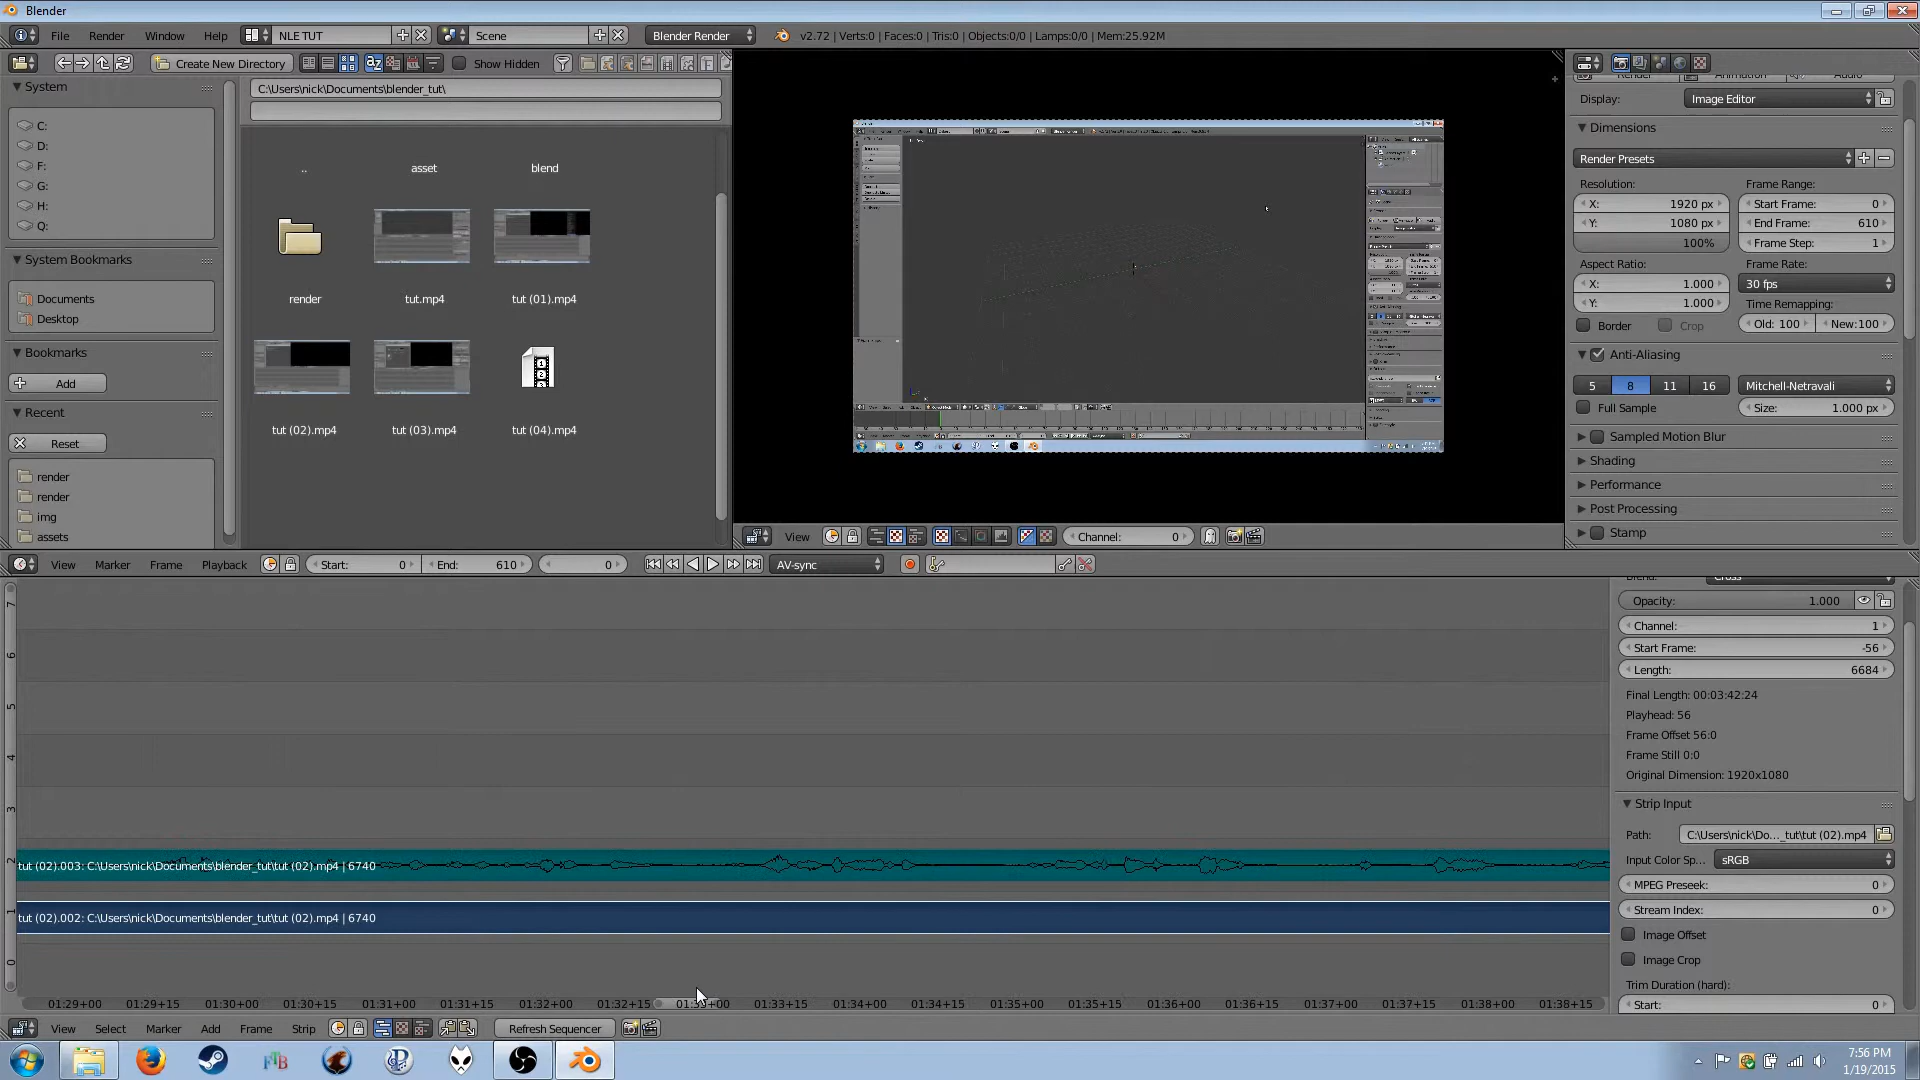 Blender
File Render Window Help NLE TUT Scene Blender Render v2.72 | Verts:0 | Faces:0 | Tris:0 | Objects:0/0 | Lamps:0/0 | Mem:25.92M
Create New Directory Show Hidden
System
C:
D:
F:
G:
H:
Q:
System Bookmarks
Documents
Desktop
Bookmarks
Add
Recent
Reset
render
render
img
assets
C:\Users\nick\Documents\blender_tut\
.. asset blend
render tut.mp4 tut (01).mp4
tut (02).mp4 tut (03).mp4 tut (04).mp4
View Channel: 0
Render Animation Audio
Display: Image Editor
Dimensions
Render Presets
Resolution: Frame Range:
X: 1920 px Start Frame: 0
Y: 1080 px End Frame: 610
100% Frame Step: 1
Aspect Ratio: Frame Rate:
X: 1.000 30 fps
Y: 1.000 Time Remapping:
Border Crop Old: 100 New:100
Anti-Aliasing
5 8 11 16 Mitchell-Netravali
Full Sample Size: 1.000 px
Sampled Motion Blur
Shading
Performance
Post Processing
Stamp
View Marker Frame Playback Start: 0 End: 610 0 AV-sync
7
6
5
4
3
2
1
0
tut (02).003: C:\Users\nick\Documents\blender_tut\tut (02).mp4 | 6740
tut (02).002: C:\Users\nick\Documents\blender_tut\tut (02).mp4 | 6740
01:29+00 01:29+15 01:30+00 01:30+15 01:31+00 01:31+15 01:32+00 01:32+15 01:33+00 01:33+15 01:34+00 01:34+15 01:35+00 01:35+15 01:36+00 01:36+15 01:37+00 01:37+15 01:38+00 01:38+15
Blend: Cross
Opacity: 1.000
Channel: 1
Start Frame: -56
Length: 6684
Final Length: 00:03:42:24
Playhead: 56
Frame Offset 56:0
Frame Still 0:0
Original Dimension: 1920x1080
Strip Input
Path: C:\Users\nick\Do..._tut\tut (02).mp4
Input Color Sp... sRGB
MPEG Preseek: 0
Stream Index: 0
Image Offset
Image Crop
Trim Duration (hard):
Start: 0
View Select Marker Add Frame Strip Refresh Sequencer
FTB
7:56 PM
1/19/2015